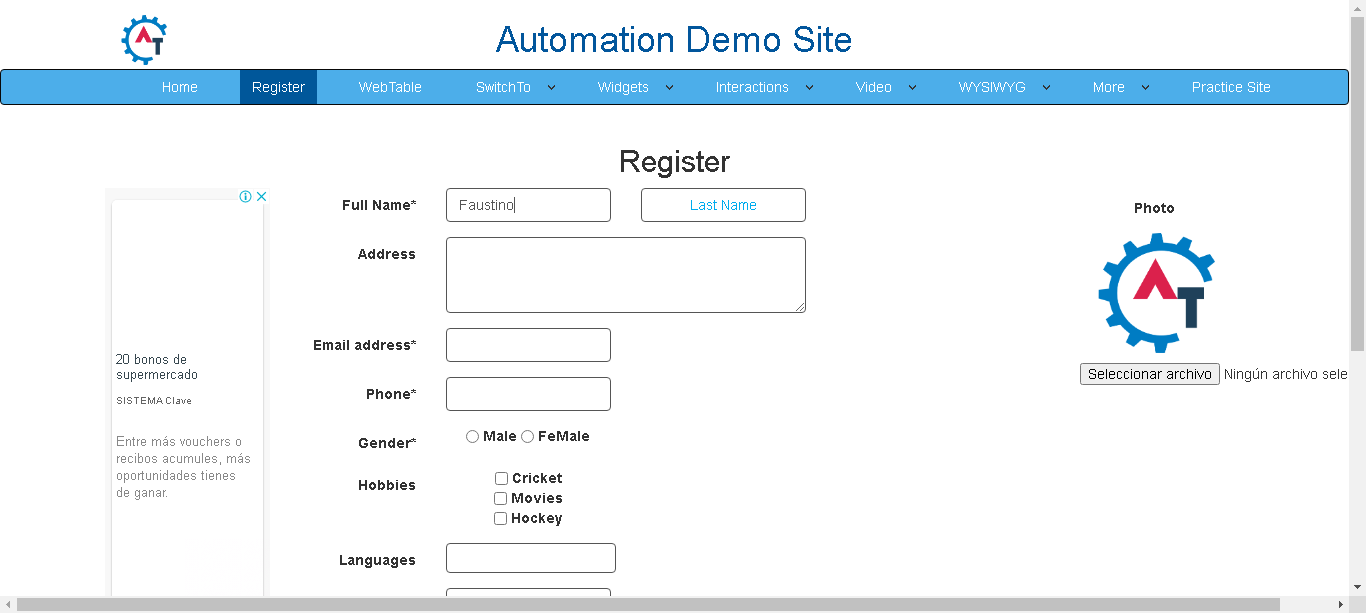 AT
Automation Demo Site
Home Register WebTable SwitchTo Widgets Interactions Video WYSIWYG More Practice Site
Register
Full Name* Faustino Last Name
Photo
Address
AT
Email address*
20 bonos de
supermercado
Seleccionar archivo Ningún archivo sele
SISTEMA Clave
Phone*
Entre más vouchers o
recibos acumules, más
oportunidades tienes
de ganar.
Gender* Male FeMale
Hobbies Cricket
Movies
Hockey
Languages